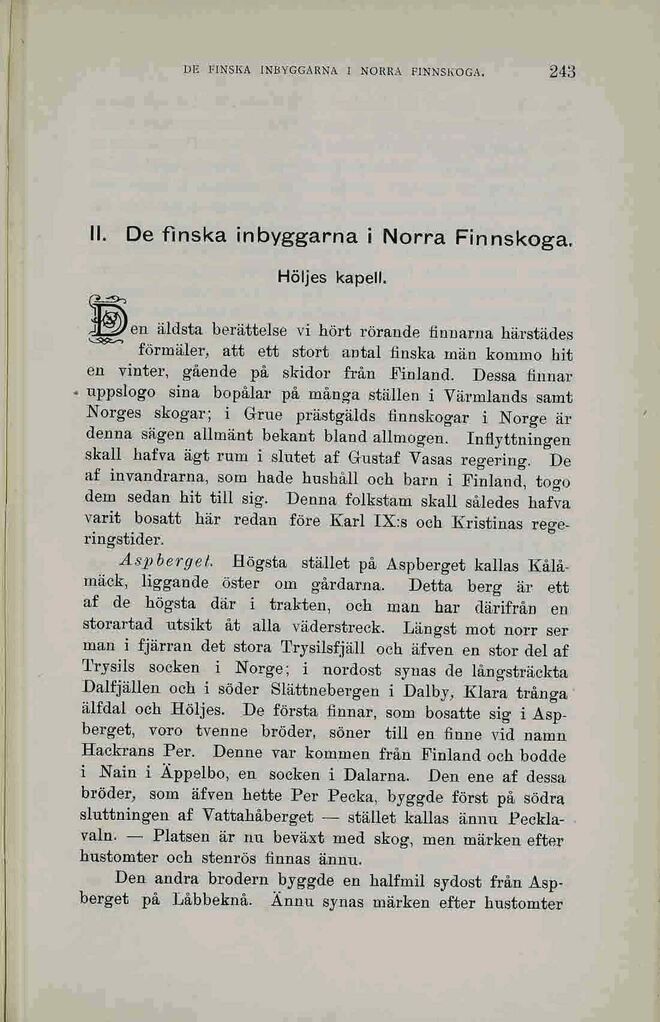 DE FINSKA INBYGGARNA I NORRA FINNSKOGA. 243
II. De finska inbyggarna i Norra Finnskoga.
Höljes kapell.
Den äldsta berättelse vi hört rörande finnarna härstädes
förmäler, att ett stort antal finska män kommo hit
en vinter, gående på skidor från Finland. Dessa finnar
uppslogo sina bopålar på många ställen i Värmlands samt
Norges skogar; i Grue prästgälds finnskogar i Norge är
denna sägen allmänt bekant bland allmogen. Inflyttningen
skall hafva ägt rum i slutet af Gustaf Vasas regering. De
af invandrarna, som hade hushåll och barn i Finland, togo
dem sedan hit till sig. Denna folkstam skall således hafva
varit bosatt här redan före Karl IX:s och Kristinas rege-
ringstider.
Aspberget. Högsta stället på Aspberget kallas Kålå-
mäck, liggande öster om gårdarna. Detta berg är ett
af de högsta där i trakten, och man har därifrån en
storartad utsikt åt alla väderstreck. Längst mot norr ser
man i fjärran det stora Trysilsfjäll och äfven en stor del af
Trysils socken i Norge; i nordost synas de långsträckta
Dalfjällen och i söder Slättnebergen i Dalby, Klara trånga
älfdal och Höljes. De första finnar, som bosatte sig i Asp-
berget, voro tvenne bröder, söner till en finne vid namn
Hackrans Per. Denne var kommen från Finland och bodde
i Nain i Äppelbo, en socken i Dalarna. Den ene af dessa
bröder, som äfven hette Per Pecka, byggde först på södra
sluttningen af Vattahåberget — stället kallas ännu Peckla-
valn. — Platsen är nu beväxt med skog, men märken efter
hustomter och stenrös finnas ännu.
Den andra brodern byggde en halfmil sydost från Asp-
berget på Låbbeknå. Ännu synas märken efter hustomter